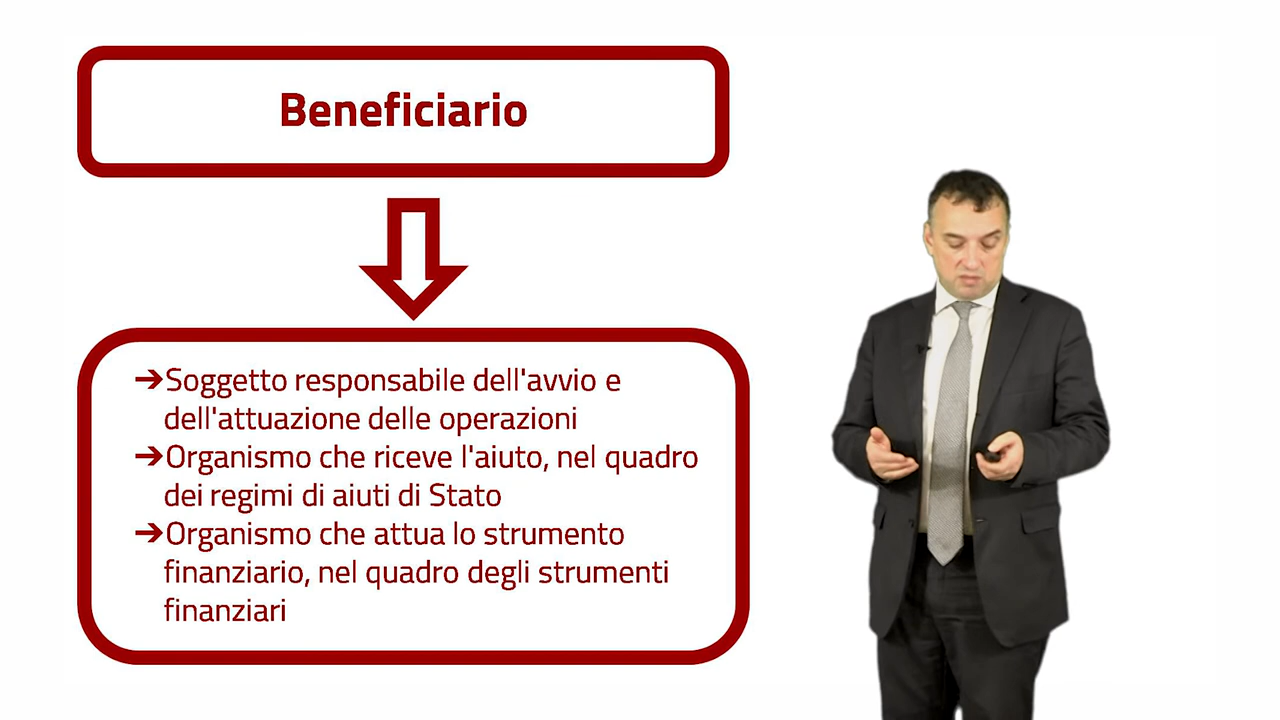 Beneficiario
➔Soggetto responsabile dell'avvio e
dell'attuazione delle operazioni
➔Organismo che riceve l'aiuto, nel quadro
dei regimi di aiuti di Stato
➔Organismo che attua lo strumento
finanziario, nel quadro degli strumenti
finanziari